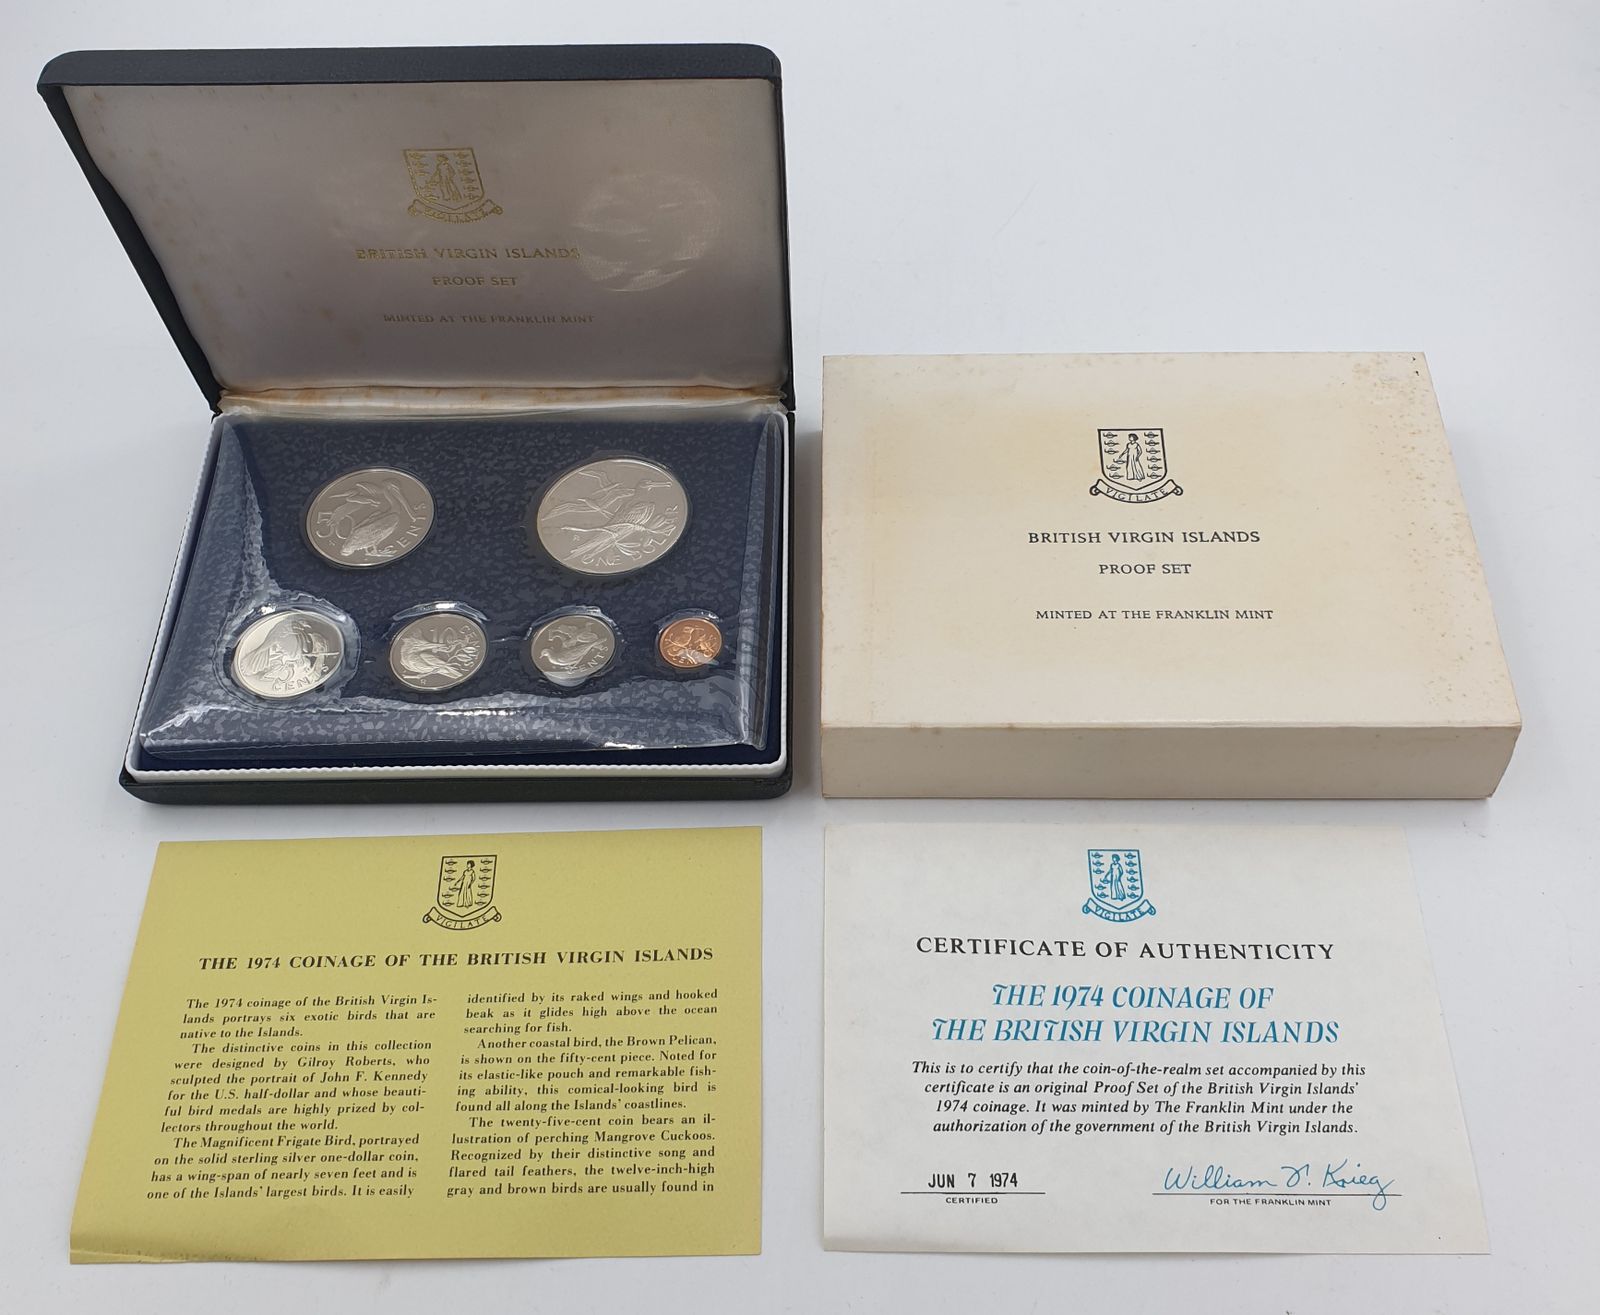 BRITISH VIRGIN ISLANDS
PROOF SET
MINTED AT THE FRANKLIN MINT
50
CENTS
ONE DOLLAR
25
CENTS
10
CENTS
5
CENTS
CENT
VIGILATE
BRITISH VIRGIN ISLANDS
PROOF SET
MINTED AT THE FRANKLIN MINT
VIGILATE
THE 1974 COINAGE OF THE BRITISH VIRGIN ISLANDS
The 1974 coinage of the British Virgin Is-
lands portrays six exotic birds that are
native to the Islands.
The distinctive coins in this collection
were designed by Gilroy Roberts, who
sculpted the portrait of John F. Kennedy
for the U.S. half-dollar and whose beauti-
ful bird medals are highly prized by col-
lectors throughout the world.
The Magnificent Frigate Bird, portrayed
on the solid sterling silver one-dollar coin,
has a wing-span of nearly seven feet and is
one of the Islands' largest birds. It is easily
identified by its raked wings and hooked
beak as it glides high above the ocean
searching for fish.
Another coastal bird, the Brown Pelican,
is shown on the fifty-cent piece. Noted for
its elastic-like pouch and remarkable fish-
ing ability, this comical-looking bird is
found all along the Islands' coastlines.
The twenty-five-cent coin bears an il-
lustration of perching Mangrove Cuckoos.
Recognized by their distinctive song and
flared tail feathers, the twelve-inch-high
gray and brown birds are usually found in
VIGILATE
CERTIFICATE OF AUTHENTICITY
THE 1974 COINAGE OF
THE BRITISH VIRGIN ISLANDS
This is to certify that the coin-of-the-realm set accompanied by this
certificate is an original Proof Set of the British Virgin Islands'
1974 coinage. It was minted by The Franklin Mint under the
authorization of the government of the British Virgin Islands.
JUN 7 1974
CERTIFIED
William T. Krieg
FOR THE FRANKLIN MINT